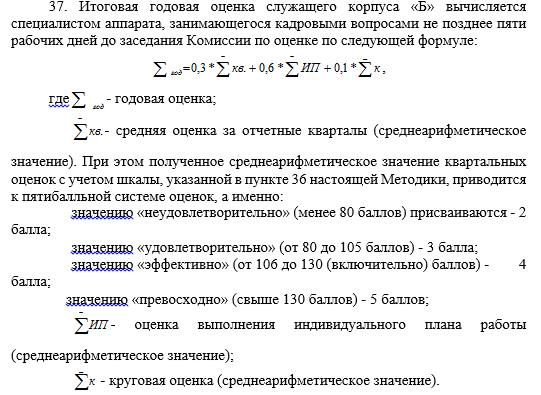 37. Итоговая годовая оценка служащего корпуса «Б» вычисляется
специалистом аппарата, занимающегося кадровыми вопросами не позднее пяти
рабочих дней до заседания Комиссии по оценке по следующей формуле:
∑ год = 0,3 * ∑ кв. + 0,6 * ∑ ИП + 0,1 * ∑ к ,
где ∑ год - годовая оценка;
∑ кв. - средняя оценка за отчетные кварталы (среднеарифметическое
значение). При этом полученное среднеарифметическое значение квартальных
оценок с учетом шкалы, указанной в пункте 36 настоящей Методики, приводится
к пятибалльной системе оценок, а именно:
значению «неудовлетворительно» (менее 80 баллов) присваиваются - 2
балла;
значению «удовлетворительно» (от 80 до 105 баллов) - 3 балла;
значению «эффективно» (от 106 до 130 (включительно) баллов) - 4
балла;
значению «превосходно» (свыше 130 баллов) - 5 баллов;
∑ ИП - оценка выполнения индивидуального плана работы
(среднеарифметическое значение);
∑ к - круговая оценка (среднеарифметическое значение).